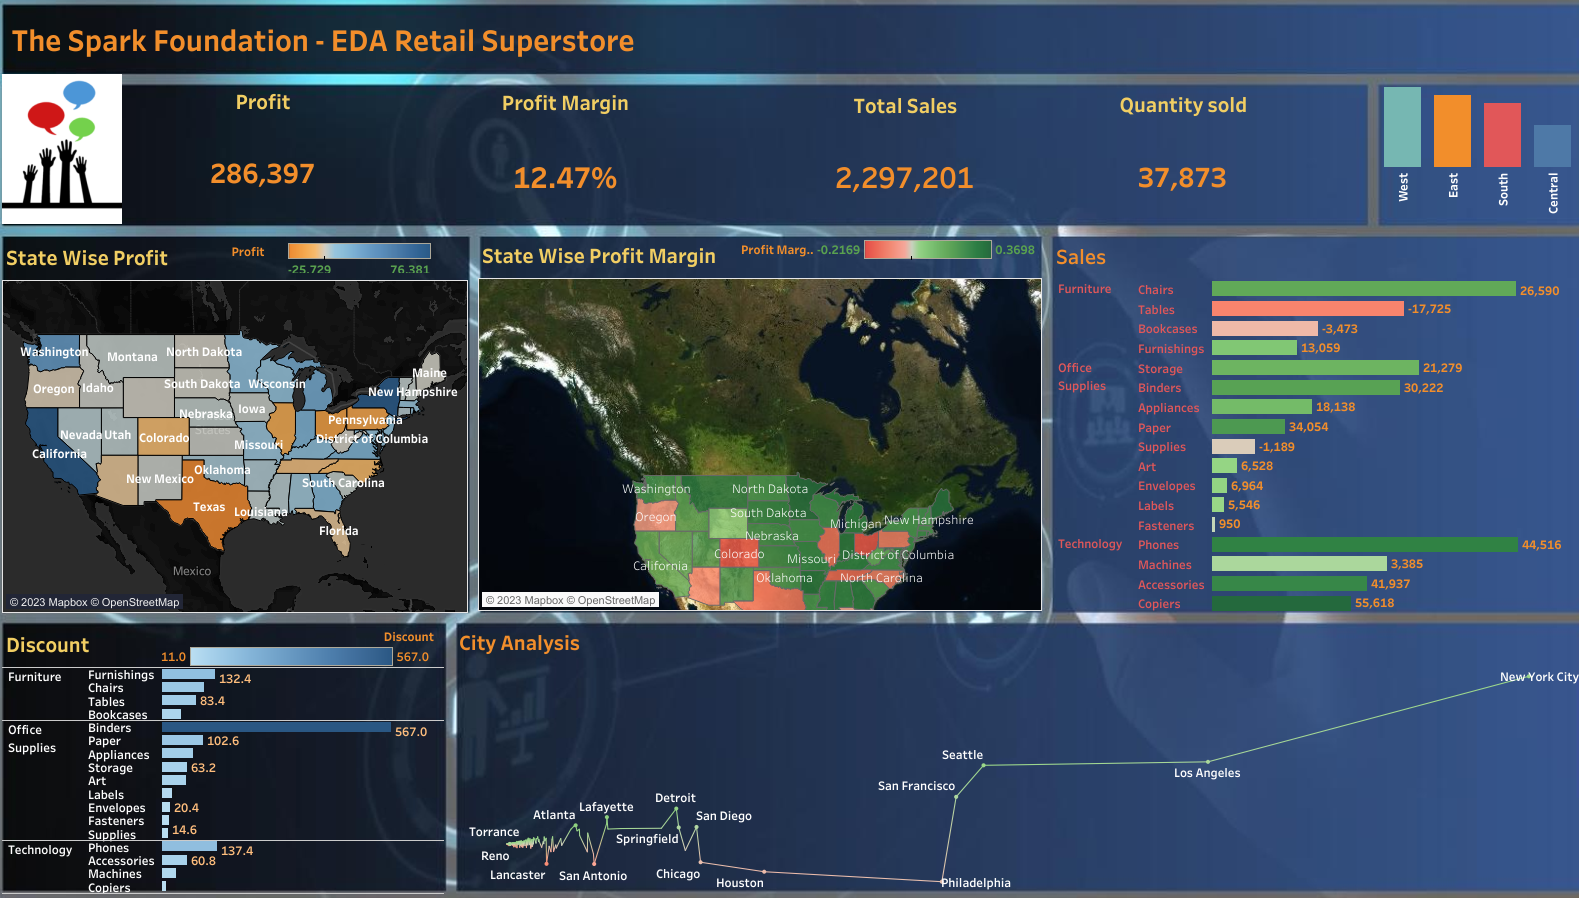 The Spark Foundation - EDA Retail Superstore
Profit
Profit Margin
Total Sales
Quantity sold
286,397
12.47%
2,297,201
37,873
West
East
South
Central
State Wise Profit
Profit
-25.729
76.381
Washington
Montana
North Dakota
Maine
Oregon
Idaho
South Dakota
Wisconsin
New Hampshire
Nebraska
Iowa
Pennsylvania
Nevada
Utah
Colorado
States
Missouri
District of Columbia
California
Oklahoma
New Mexico
South Carolina
Texas
Louisiana
Florida
Mexico
© 2023 Mapbox © OpenStreetMap
State Wise Profit Margin
Profit Marg..
-0.2169
0.3698
Washington
North Dakota
Oregon
South Dakota
Michigan
New Hampshire
Nebraska
Colorado
Missouri
District of Columbia
California
Oklahoma
North Carolina
© 2023 Mapbox © OpenStreetMap
Sales
Furniture
Chairs
26,590
Tables
-17,725
Bookcases
-3,473
Furnishings
13,059
Office
Supplies
Storage
21,279
Binders
30,222
Appliances
18,138
Paper
34,054
Supplies
-1,189
Art
6,528
Envelopes
6,964
Labels
5,546
Fasteners
950
Technology
Phones
44,516
Machines
3,385
Accessories
41,937
Copiers
55,618
Discount
Discount
11.0
567.0
Furniture
Furnishings
132.4
Chairs
Tables
83.4
Bookcases
Office
Supplies
Binders
567.0
Paper
102.6
Appliances
Storage
63.2
Art
Labels
Envelopes
20.4
Fasteners
Supplies
14.6
Technology
Phones
137.4
Accessories
60.8
Machines
Copiers
City Analysis
New York City
Seattle
Los Angeles
San Francisco
Detroit
Lafayette
San Diego
Atlanta
Torrance
Springfield
Reno
Lancaster
San Antonio
Chicago
Houston
Philadelphia